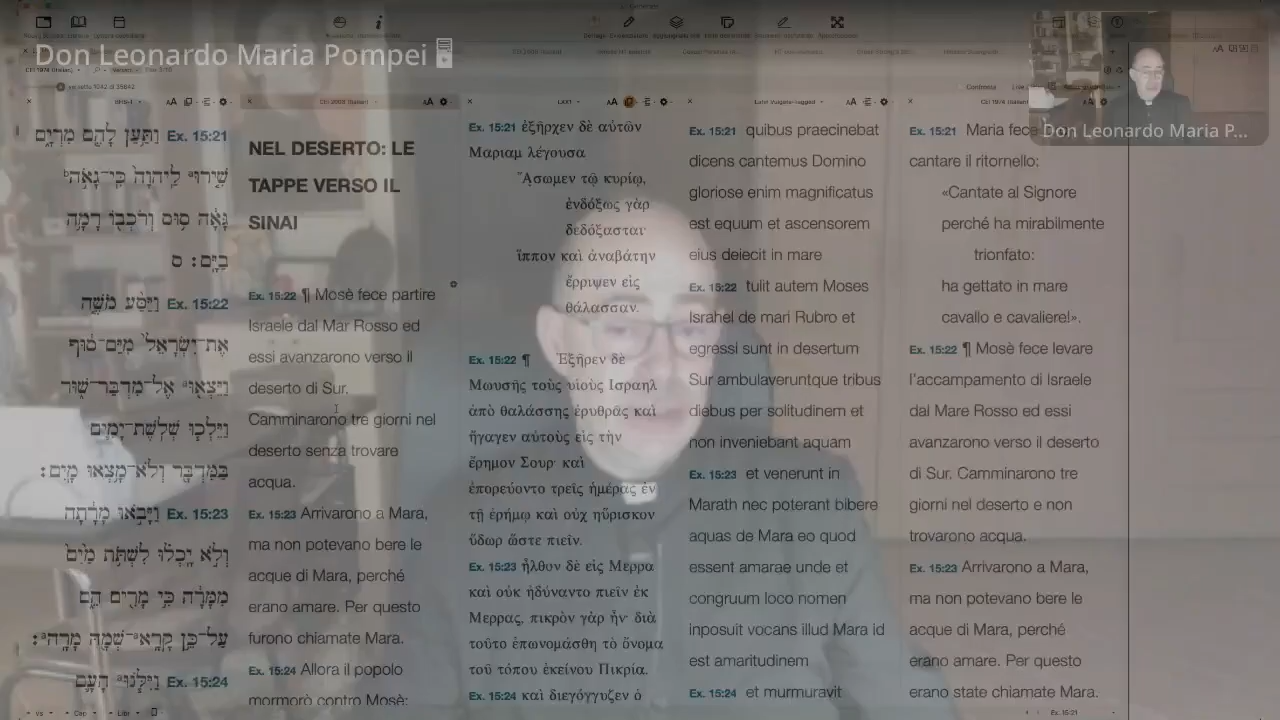 Don Leonardo Maria Pompei
Don Leonardo Maria P...
CEI 1974 (Italian)
BHS-T
CEI 2008 (Italian)
LXX1
CEI 1974 (Italian)
Ex. 15:21 וַתַּעַן לָהֶם מִרְיָם
שִׁירוּ לַיהוָה כִּי־גָאֹה
גָּאָה סוּס וְרֹכְבוֹ רָמָה
בַיָּם׃ ס
Ex. 15:22 וַיַּסַּע מֹשֶׁה
אֶת־יִשְׂרָאֵל מִיַּם־סוּף
וַיֵּצְאוּ אֶל־מִדְבַּר־שׁוּר
וַיֵּלְכוּ שְׁלֹשֶׁת־יָמִים
בַּמִּדְבָּר וְלֹא־מָצְאוּ מָיִם׃
Ex. 15:23 וַיָּבֹאוּ מָרָתָה
וְלֹא יָכְלוּ לִשְׁתֹּת מַיִם
מִמָּרָה כִּי מָרִים הֵם
עַל־כֵּן קָרָא־שְׁמָהּ מָרָה׃
Ex. 15:24 וַיִּלֹּנוּ הָעָם
NEL DESERTO: LE
TAPPE VERSO IL
SINAI
Ex. 15:22 ¶ Mosè fece partire
Israele dal Mar Rosso ed
essi avanzarono verso il
deserto di Sur.
Camminarono tre giorni nel
deserto senza trovare
acqua.
Ex. 15:23 Arrivarono a Mara,
ma non potevano bere le
acque di Mara, perché
erano amare. Per questo
furono chiamate Mara.
Ex. 15:24 Allora il popolo
mormorò contro Mosè:
Ex. 15:21 ἐξῆρχεν δὲ αὐτῶν
Μαριαμ λέγουσα
Ἄσωμεν τῷ κυρίῳ,
ἐνδόξως γὰρ
δεδόξασται·
ἵππον καὶ ἀναβάτην
ἔρριψεν εἰς
θάλασσαν.
Ex. 15:22 ¶ Ἐξῆρεν δὲ
Μωυσῆς τοὺς υἱοὺς Ισραηλ
ἀπὸ θαλάσσης ἐρυθρᾶς καὶ
ἤγαγεν αὐτοὺς εἰς τὴν
ἔρημον Σουρ· καὶ
ἐπορεύοντο τρεῖς ἡμέρας ἐν
τῇ ἐρήμῳ καὶ οὐχ ηὕρισκον
ὕδωρ ὥστε πιεῖν.
Ex. 15:23 ἦλθον δὲ εἰς Μερρα
καὶ οὐκ ἠδύναντο πιεῖν ἐκ
Μερρας, πικρὸν γὰρ ἦν· διὰ
τοῦτο ἐπωνομάσθη τὸ ὄνομα
τοῦ τόπου ἐκείνου Πικρία.
Ex. 15:24 καὶ διεγόγγυζεν ὁ
Ex. 15:21 quibus praecinebat
dicens cantemus Domino
gloriose enim magnificatus
est equum et ascensorem
eius deiecit in mare
Ex. 15:22 tulit autem Moses
Israhel de mari Rubro et
egressi sunt in desertum
Sur ambulaveruntque tribus
diebus per solitudinem et
non inveniebant aquam
Ex. 15:23 et venerunt in
Marath nec poterant bibere
aquas de Mara eo quod
essent amarae unde et
congruum loco nomen
inposuit vocans illud Mara id
est amaritudinem
Ex. 15:24 et murmuravit
Ex. 15:21 Maria fece
cantare il ritornello:
«Cantate al Signore
perché ha mirabilmente
trionfato:
ha gettato in mare
cavallo e cavaliere!».
Ex. 15:22 ¶ Mosè fece levare
l'accampamento di Israele
dal Mare Rosso ed essi
avanzarono verso il deserto
di Sur. Camminarono tre
giorni nel deserto e non
trovarono acqua.
Ex. 15:23 Arrivarono a Mara,
ma non potevano bere le
acque di Mara, perché
erano amare. Per questo
erano state chiamate Mara.
Ex. 15:21